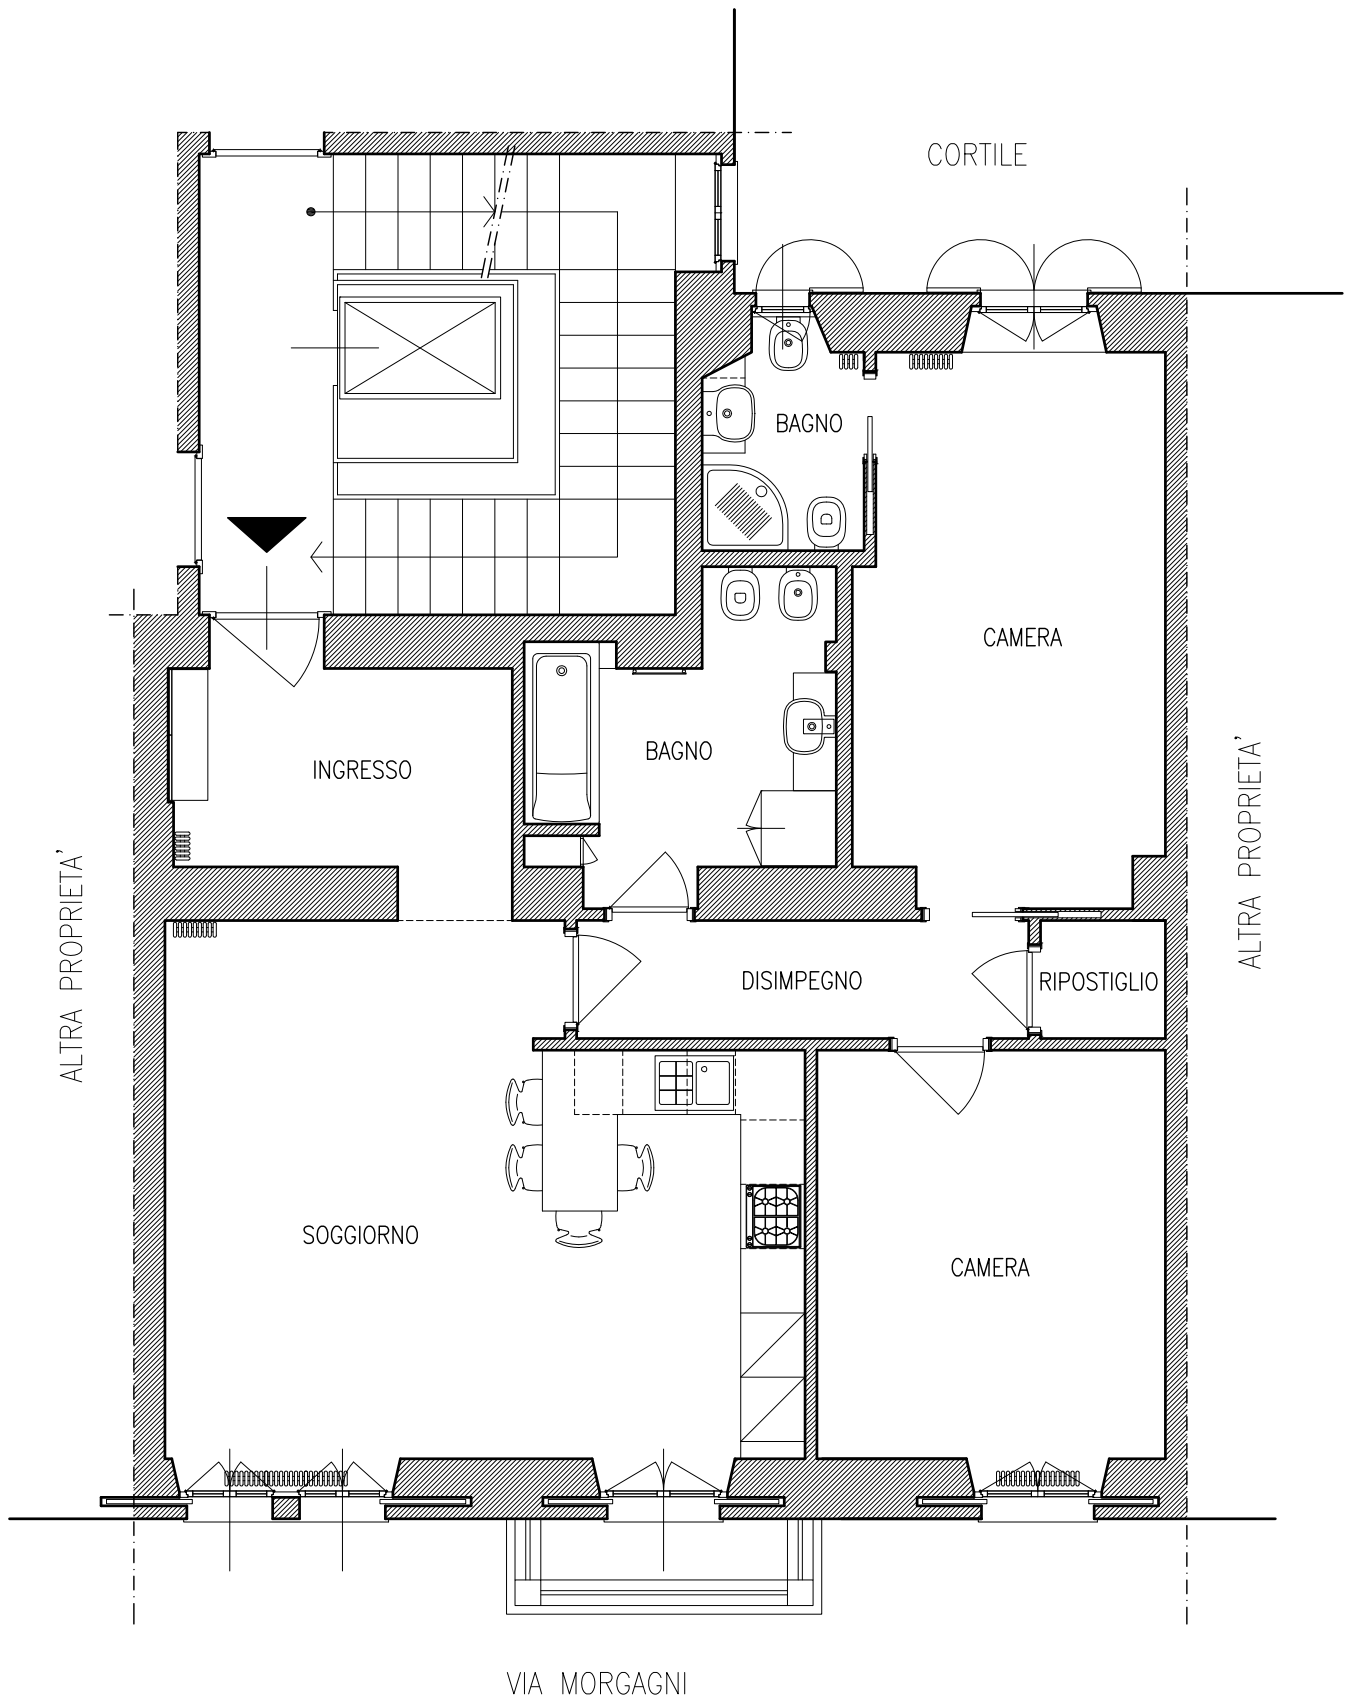 CORTILE
BAGNO
CAMERA
BAGNO
INGRESSO
ALTRA PROPRIETA'
ALTRA PROPRIETA'
DISIMPEGNO
RIPOSTIGLIO
SOGGIORNO
CAMERA
VIA MORGAGNI